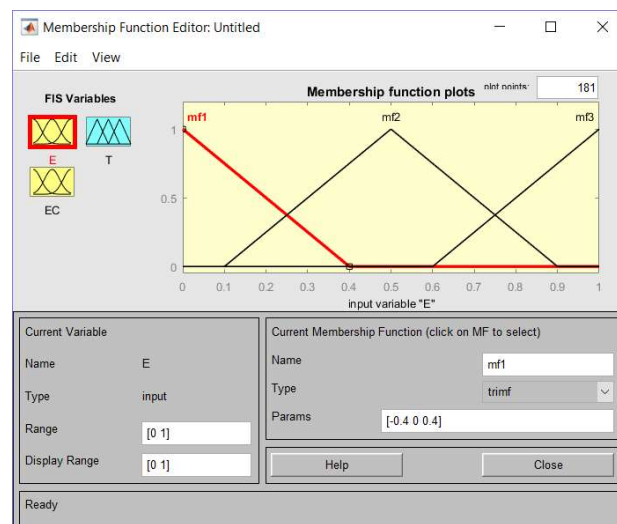 Membership Function Editor: Untitled
File Edit View
FIS Variables
E
T
EC
Membership function plots
plot points:
181
mf1
mf2
mf3
1
0.5
0
0 0.1 0.2 0.3 0.4 0.5 0.6 0.7 0.8 0.9 1
input variable "E"
Current Variable
Name E
Type input
Range [0 1]
Display Range [0 1]
Current Membership Function (click on MF to select)
Name mf1
Type trimf
Params [-0.4 0 0.4]
Help
Close
Ready